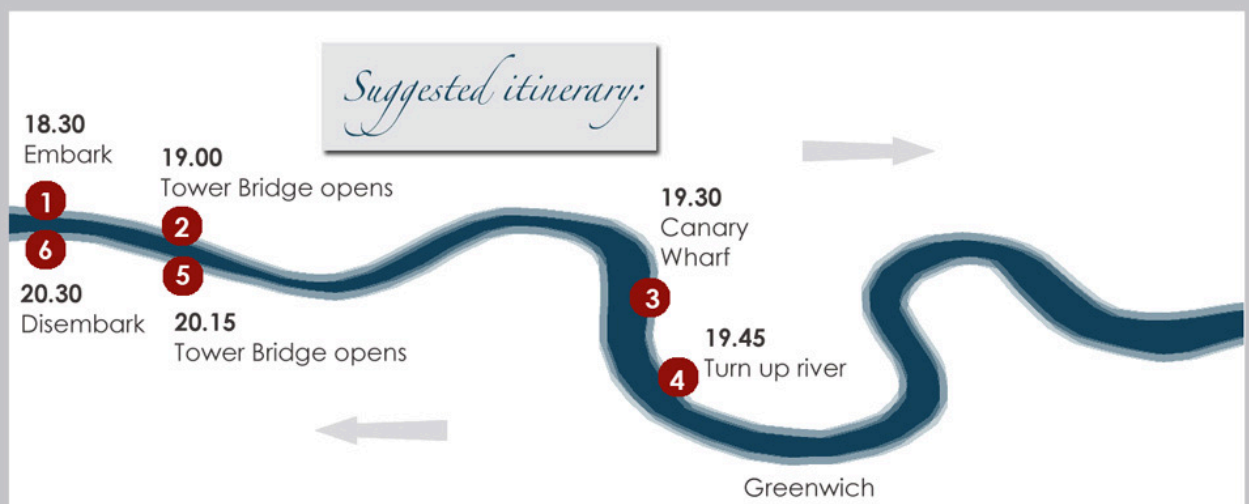 Suggested itinerary:
18.30
Embark
19.00
Tower Bridge opens
1
2
19.30
Canary
Wharf
6
5
3
20.30
Disembark
20.15
Tower Bridge opens
19.45
Turn up river
4
Greenwich